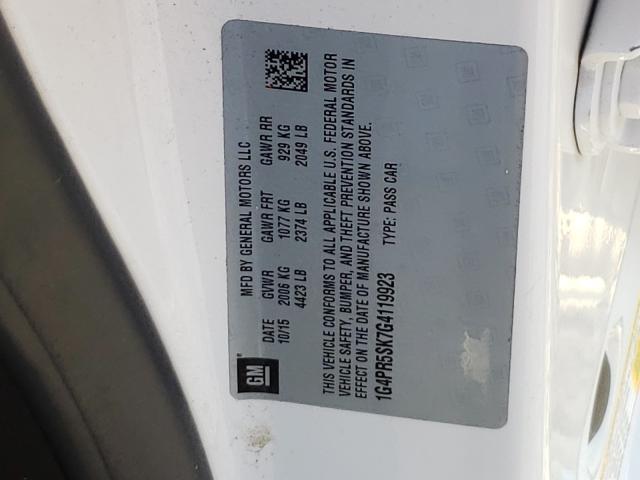 GM
MFD BY GENERAL MOTORS LLC
DATE GVWR GAWR FRT GAWR RR
10/15 2006 KG 1077 KG 929 KG
4423 LB 2374 LB 2049 LB
THIS VEHICLE CONFORMS TO ALL APPLICABLE U.S. FEDERAL MOTOR
VEHICLE SAFETY, BUMPER, AND THEFT PREVENTION STANDARDS IN
EFFECT ON THE DATE OF MANUFACTURE SHOWN ABOVE.
1G4PR5SK7G4119923 TYPE: PASS CAR